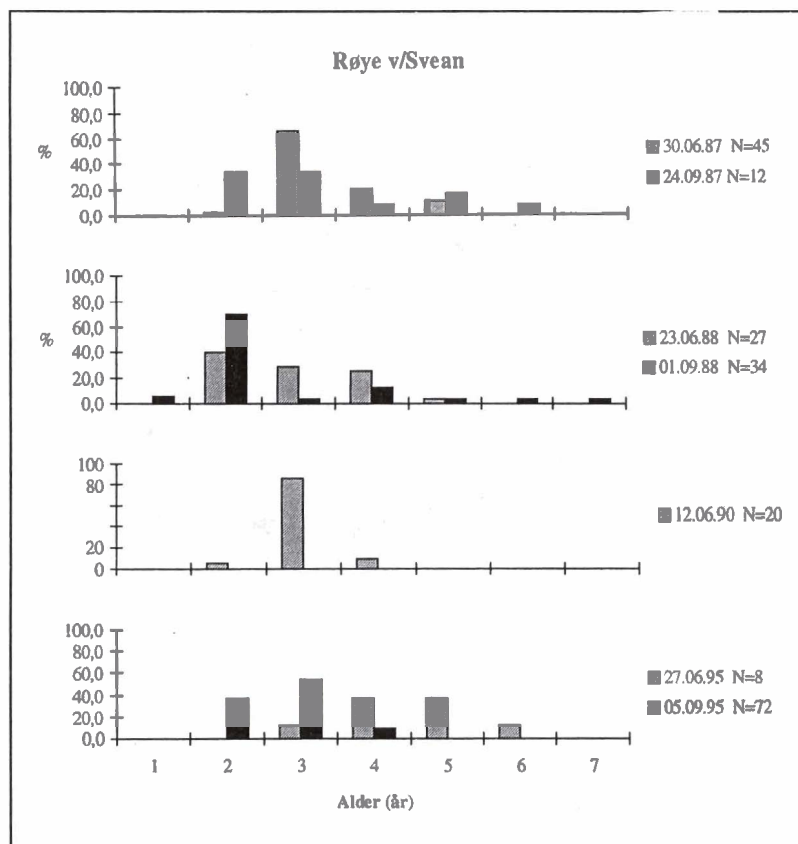 Røye v/Svean
100,0
80,0
60,0
40,0
20,0
0,0
%
30.06.87 N=45
24.09.87 N=12
100,0
80,0
60,0
40,0
20,0
0,0
%
23.06.88 N=27
01.09.88 N=34
100
80
20
0
12.06.90 N=20
100,0
80,0
60,0
40,0
20,0
0,0
27.06.95 N=8
05.09.95 N=72
1 2 3 4 5 6 7
Alder (år)